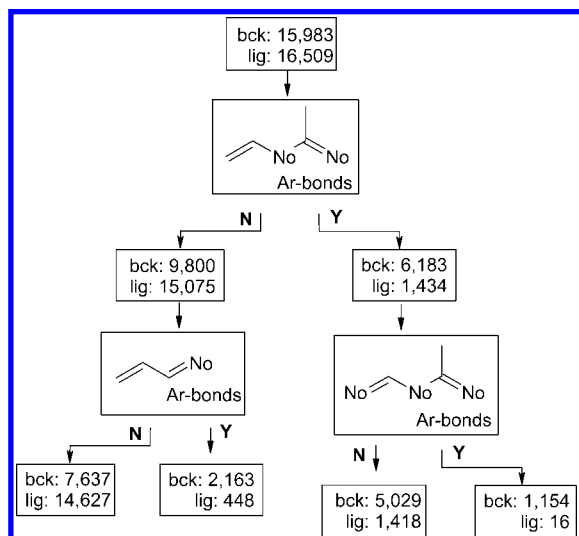 bck: 15,983
lig: 16,509
No
No
Ar-bonds
N
Y
bck: 9,800
lig: 15,075
bck: 6,183
lig: 1,434
No
Ar-bonds
No
No
No
Ar-bonds
N
Y
N
Y
bck: 7,637
lig: 14,627
bck: 2,163
lig: 448
bck: 5,029
lig: 1,418
bck: 1,154
lig: 16